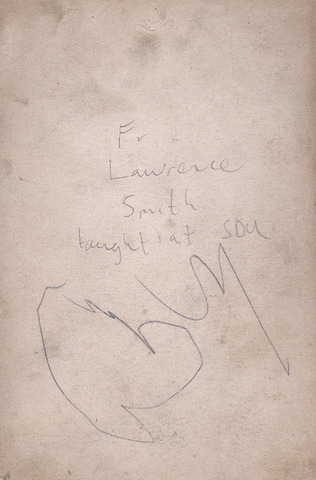 Fr
Lawrence
Smith
taught at SOU